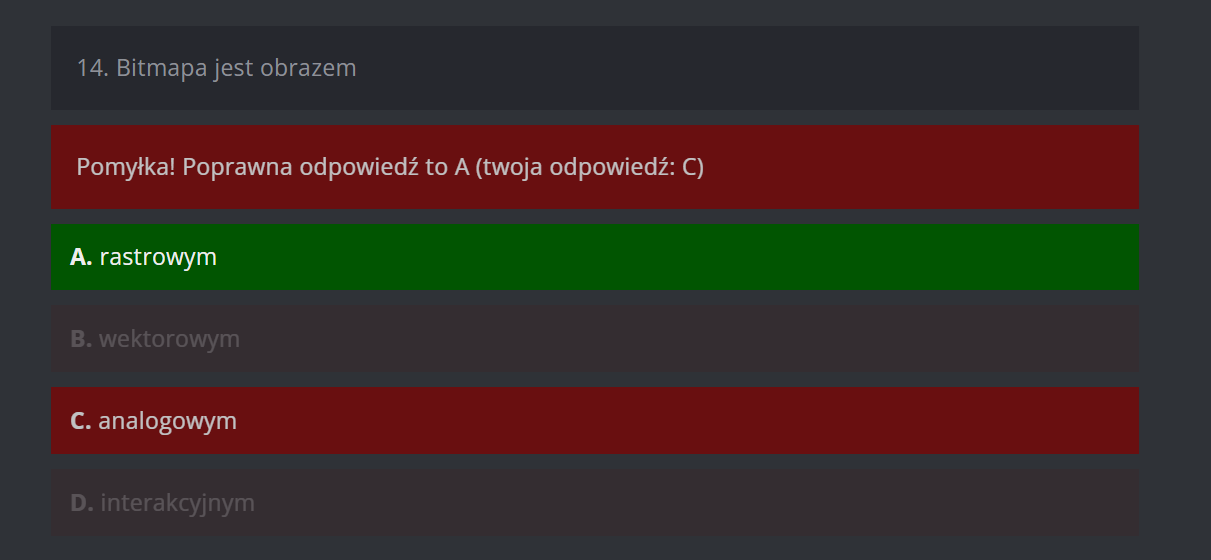 14. Bitmapa jest obrazem
Pomyłka! Poprawna odpowiedź to A (twoja odpowiedź: C)
A. rastrowym
B. wektorowym
C. analogowym
D. interakcyjnym